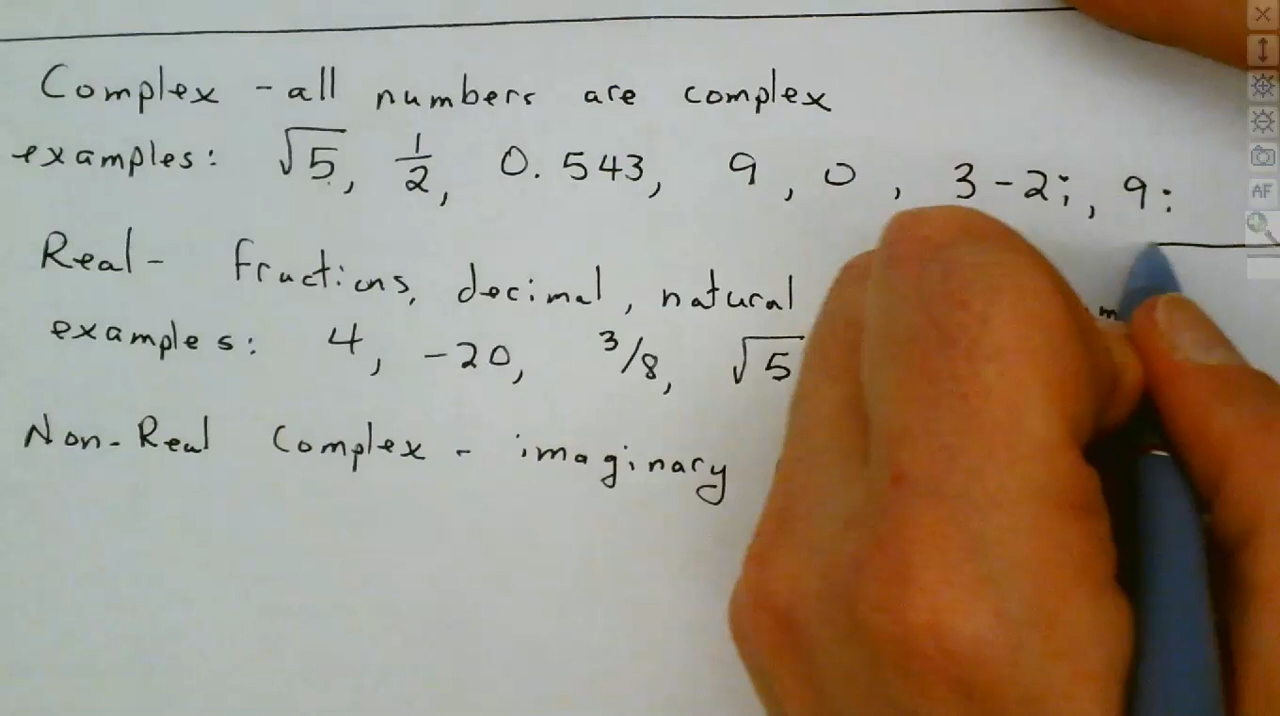 Complex - all numbers are complex
examples: √5, 1/2, 0.543, 9, 0, 3-2i, 9i
Real - fractions, decimal, natural
examples: 4, -20, 3/8, √5
Non-Real Complex - imaginary
AF